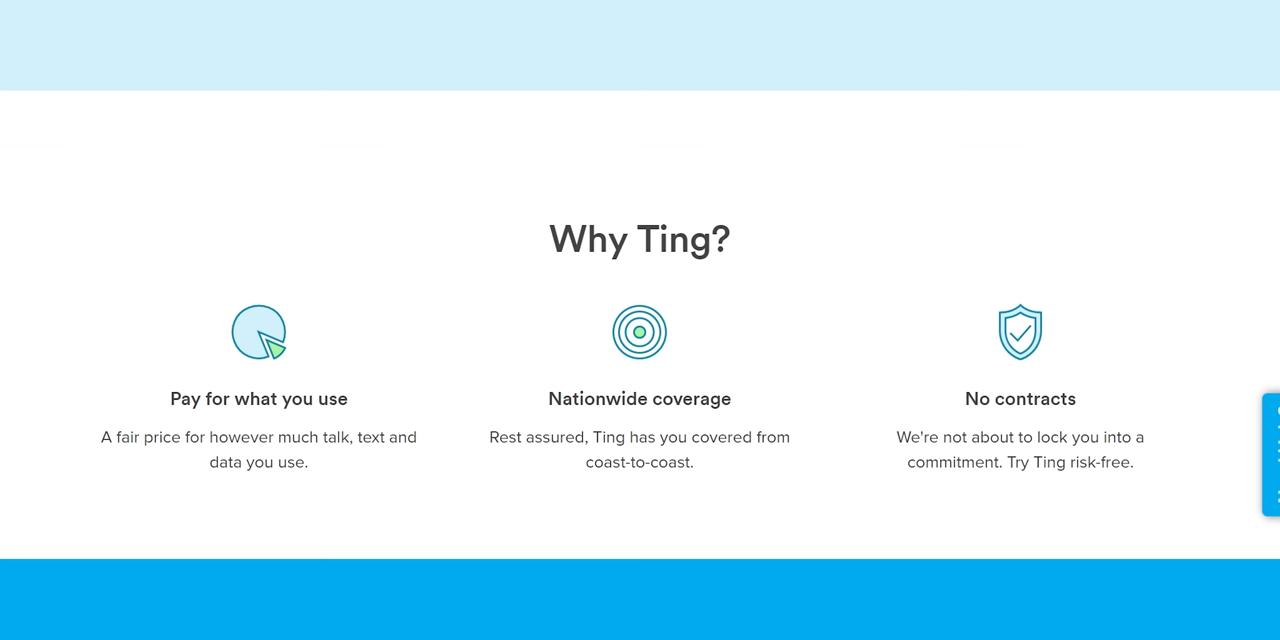 Why Ting?
Pay for what you use
A fair price for however much talk, text and
data you use.
Nationwide coverage
Rest assured, Ting has you covered from
coast-to-coast.
No contracts
We're not about to lock you into a
commitment. Try Ting risk-free.